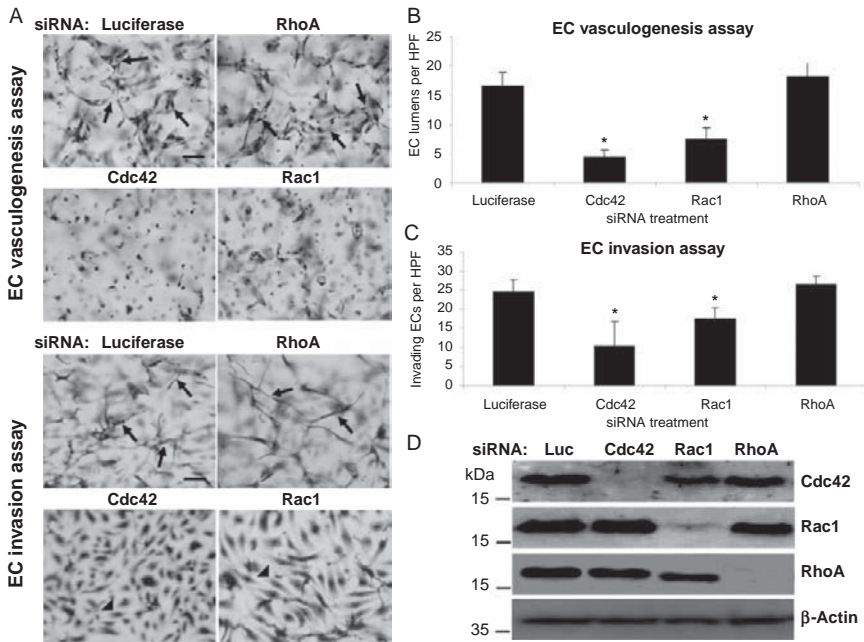 A
siRNA: Luciferase RhoA
EC vasculogenesis assay
Cdc42 Rac1
siRNA: Luciferase RhoA
EC invasion assay
Cdc42 Rac1
B
EC vasculogenesis assay
EC lumens per HPF
25
20
15
10
5
0
* *
Luciferase Cdc42 Rac1 RhoA
siRNA treatment
C
EC invasion assay
Invading ECs per HPF
35
30
25
20
15
10
5
0
* *
Luciferase Cdc42 Rac1 RhoA
siRNA treatment
D
siRNA: Luc Cdc42 Rac1 RhoA
kDa
15
Cdc42
15
Rac1
15
RhoA
35
β-Actin